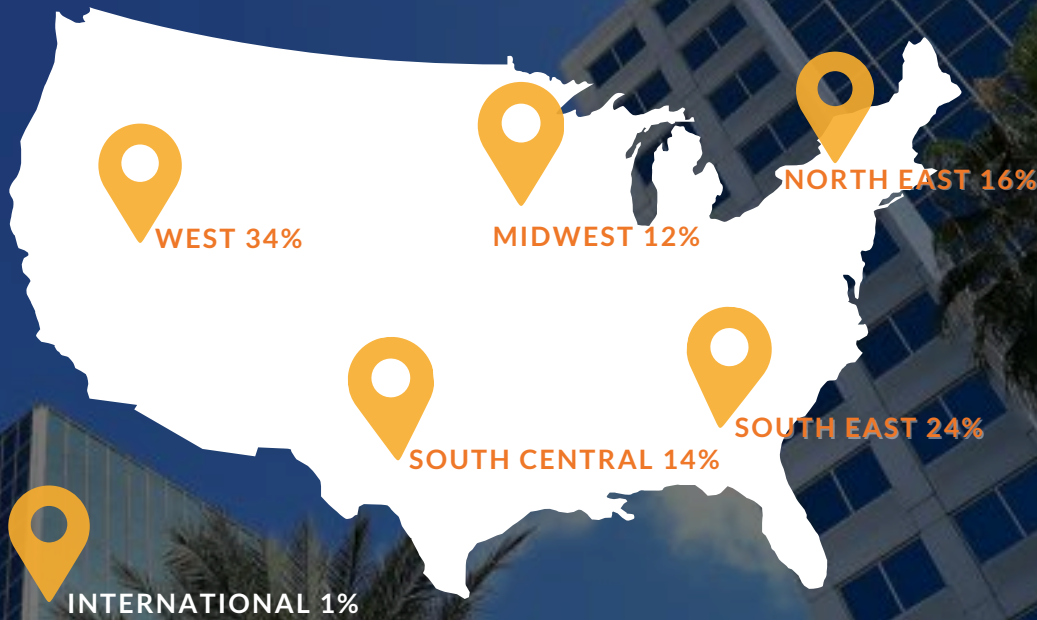 NORTH EAST 16%
WEST 34%
MIDWEST 12%
SOUTH EAST 24%
SOUTH CENTRAL 14%
INTERNATIONAL 1%